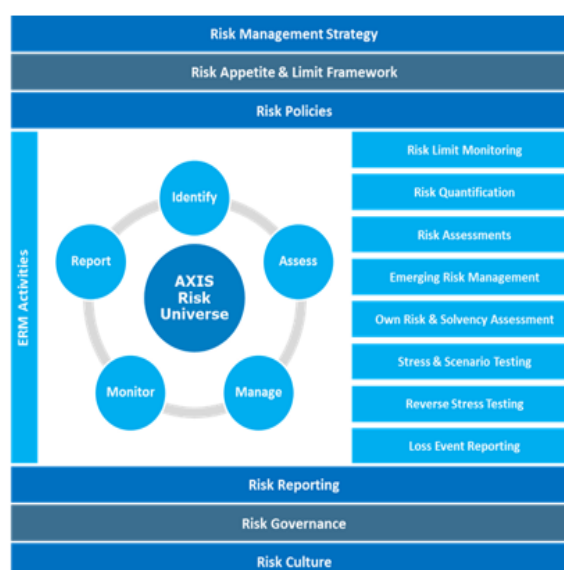 Risk Management Strategy
Risk Appetite & Limit Framework
Risk Policies
ERM Activities
Identify
Assess
Manage
Monitor
Report
AXIS
Risk
Universe
Risk Limit Monitoring
Risk Quantification
Risk Assessments
Emerging Risk Management
Own Risk & Solvency Assessment
Stress & Scenario Testing
Reverse Stress Testing
Loss Event Reporting
Risk Reporting
Risk Governance
Risk Culture